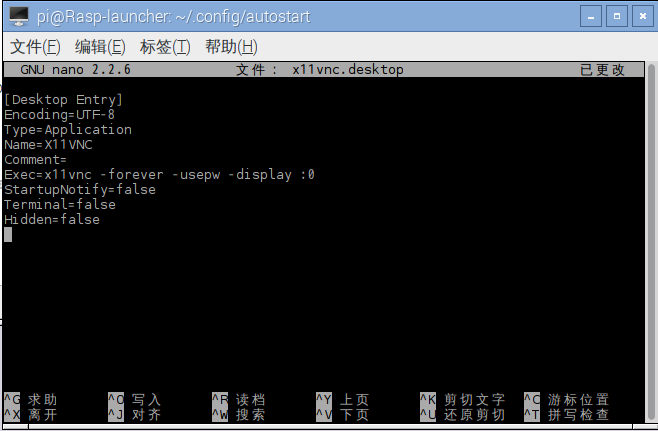 pi@Rasp-launcher: ~/.config/autostart
文件(F) 编辑(E) 标签(T) 帮助(H)
GNU nano 2.2.6 文件： x11vnc.desktop 已更改
[Desktop Entry]
Encoding=UTF-8
Type=Application
Name=X11VNC
Comment=
Exec=x11vnc -forever -usepw -display :0
StartupNotify=false
Terminal=false
Hidden=false
^G 求助 ^O 写入 ^R 读档 ^Y 上页 ^K 剪切文字 ^C 游标位置
^X 离开 ^J 对齐 ^W 搜索 ^V 下页 ^U 还原剪切 ^T 拼写检查